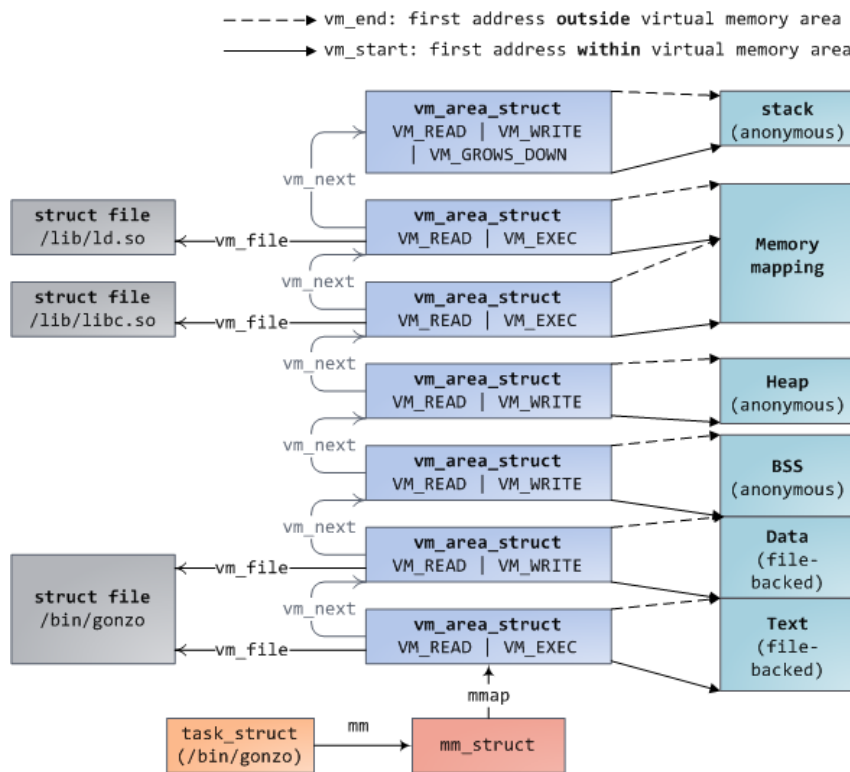 vm_end: first address outside virtual memory area
vm_start: first address within virtual memory area
vm_area_struct
VM_READ | VM_WRITE
| VM_GROWS_DOWN
stack
(anonymous)
vm_next
struct file
/lib/ld.so
vm_file
vm_area_struct
VM_READ | VM_EXEC
Memory
mapping
vm_next
struct file
/lib/libc.so
vm_file
vm_area_struct
VM_READ | VM_EXEC
vm_next
vm_area_struct
VM_READ | VM_WRITE
Heap
(anonymous)
vm_next
vm_area_struct
VM_READ | VM_WRITE
BSS
(anonymous)
vm_next
vm_area_struct
VM_READ | VM_WRITE
Data
(file-
backed)
vm_file
struct file
/bin/gonzo
vm_next
vm_file
vm_area_struct
VM_READ | VM_EXEC
Text
(file-
backed)
mmap
task_struct
(/bin/gonzo)
mm
mm_struct